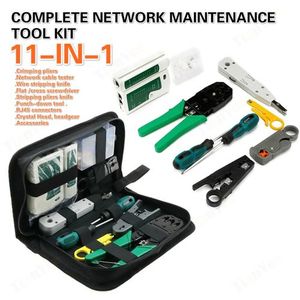 COMPLETE NETWORK MAINTENANCE
TOOL KIT
11-IN-1
Crimping pliers
Network cable tester
Wire stripping knife
Flat /cross screwdriver
Stripping pliers knife
Punch-down tool .
RJ45 connectors
Crystal Head, headgear
Accessories